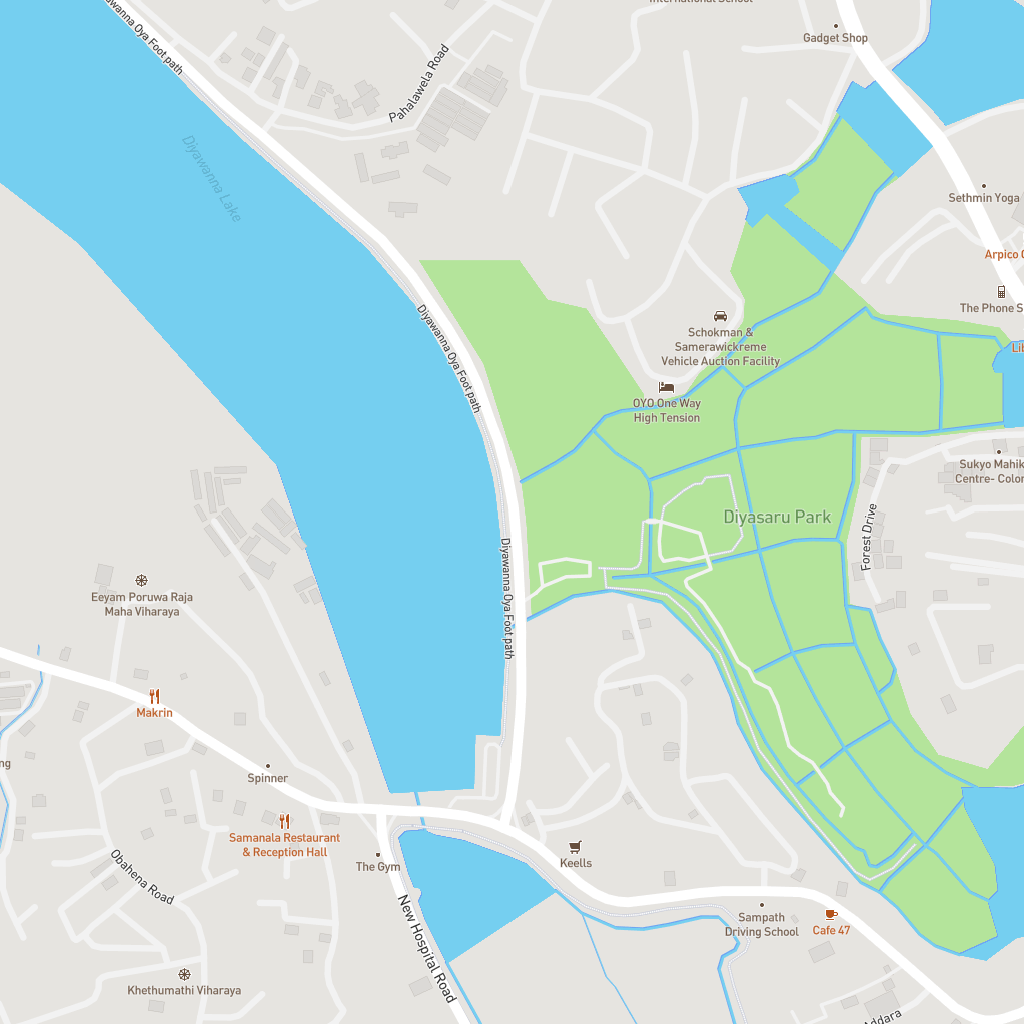 International School
Gadget Shop
Diyawanna Oya Foot path
Pahalawela Road
Diyawanna Lake
Sethmin Yoga
Arpico
The Phone S
Lib
Schokman &
Samerawickreme
Vehicle Auction Facility
Diyawanna Oya Foot path
OYO One Way
High Tension
Sukyo Mahik
Centre- Colo
Diyasaru Park
Forest Drive
Eeyam Poruwa Raja
Maha Viharaya
Diyawanna Oya Foot path
Makrin
ng
Spinner
Samanala Restaurant
& Reception Hall
The Gym
Keells
Obahena Road
New Hospital Road
Sampath
Driving School
Cafe 47
Khethumathi Viharaya
Addara